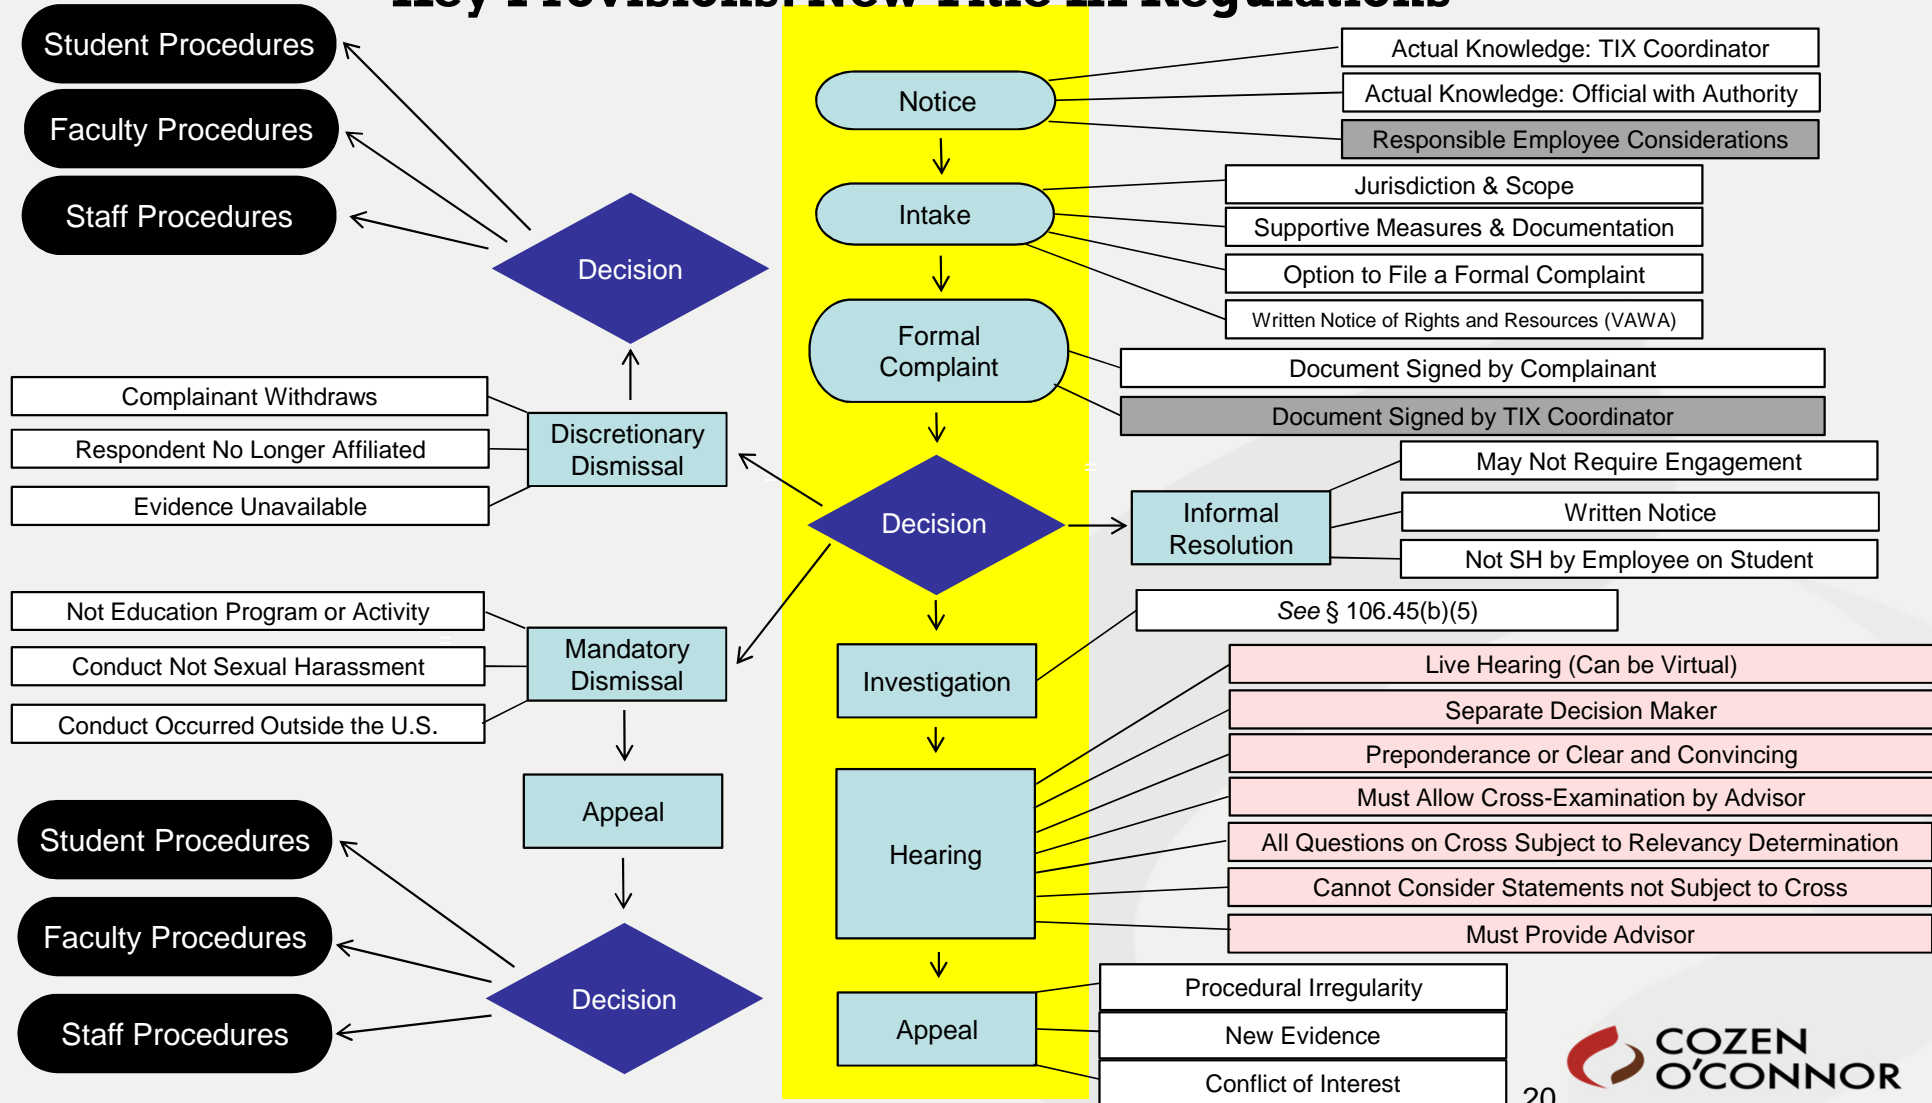 Key Provisions: New Title IX Regulations
Student Procedures
Faculty Procedures
Staff Procedures
Decision
Notice
Actual Knowledge: TIX Coordinator
Actual Knowledge: Official with Authority
Responsible Employee Considerations
Intake
Jurisdiction & Scope
Supportive Measures & Documentation
Option to File a Formal Complaint
Written Notice of Rights and Resources (VAWA)
Formal
Complaint
Document Signed by Complainant
Document Signed by TIX Coordinator
Complainant Withdraws
Respondent No Longer Affiliated
Evidence Unavailable
Discretionary
Dismissal
=
=
Decision
Informal
Resolution
May Not Require Engagement
Written Notice
Not SH by Employee on Student
Not Education Program or Activity
Conduct Not Sexual Harassment
Conduct Occurred Outside the U.S.
=
Mandatory
Dismissal
Investigation
See § 106.45(b)(5)
Appeal
Hearing
Live Hearing (Can be Virtual)
Separate Decision Maker
Preponderance or Clear and Convincing
Must Allow Cross-Examination by Advisor
All Questions on Cross Subject to Relevancy Determination
Cannot Consider Statements not Subject to Cross
Must Provide Advisor
Student Procedures
Faculty Procedures
Staff Procedures
Decision
Appeal
Procedural Irregularity
New Evidence
Conflict of Interest
20
COZEN
O'CONNOR